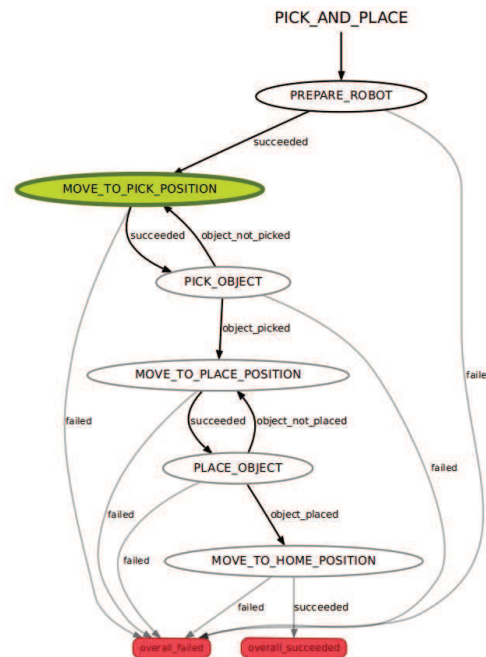 PICK_AND_PLACE
PREPARE_ROBOT
succeeded
MOVE_TO_PICK_POSITION
succeeded
object_not_picked
PICK_OBJECT
object_picked
MOVE_TO_PLACE_POSITION
failed
failed
succeeded
object_not_placed
PLACE_OBJECT
failed
failed
object_placed
failed
MOVE_TO_HOME_POSITION
failed
succeeded
overall_failed
overall_succeeded